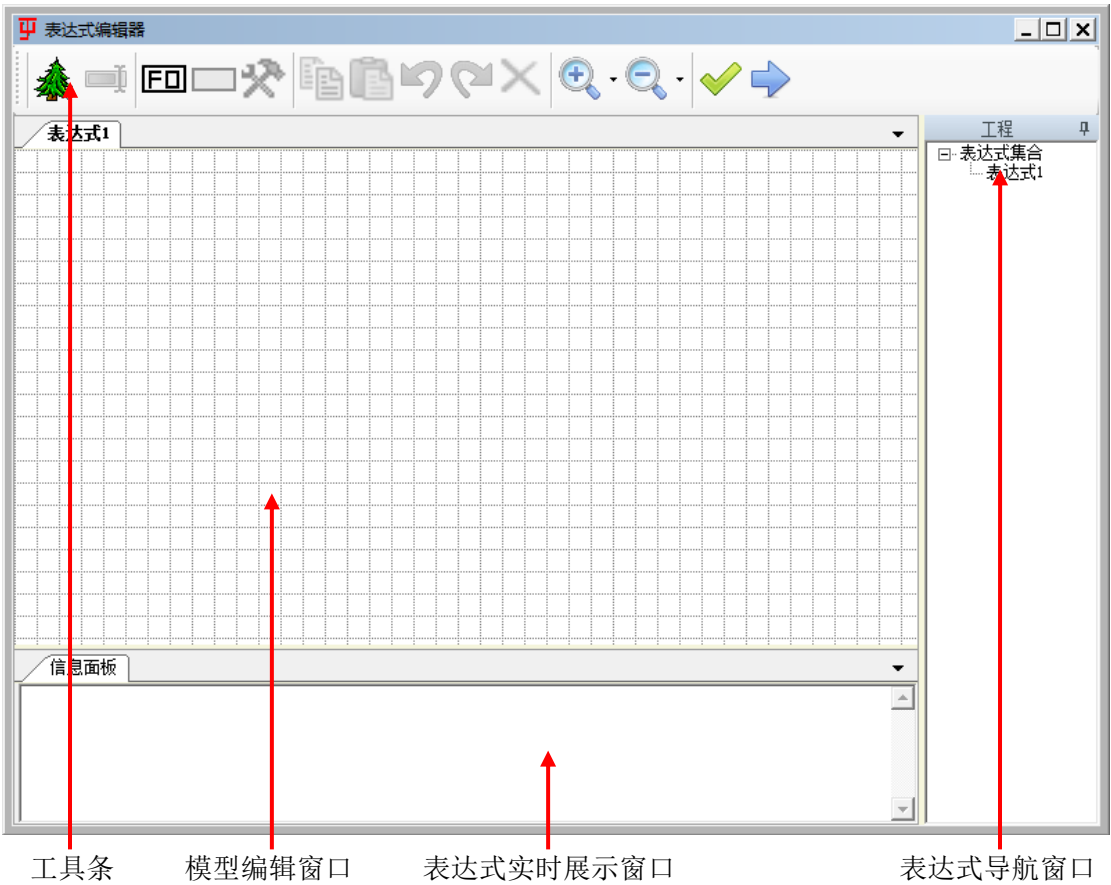 表达式编辑器
FO
表达式1
工程
表达式集合
表达式1
信息面板
工具条
模型编辑窗口
表达式实时展示窗口
表达式导航窗口